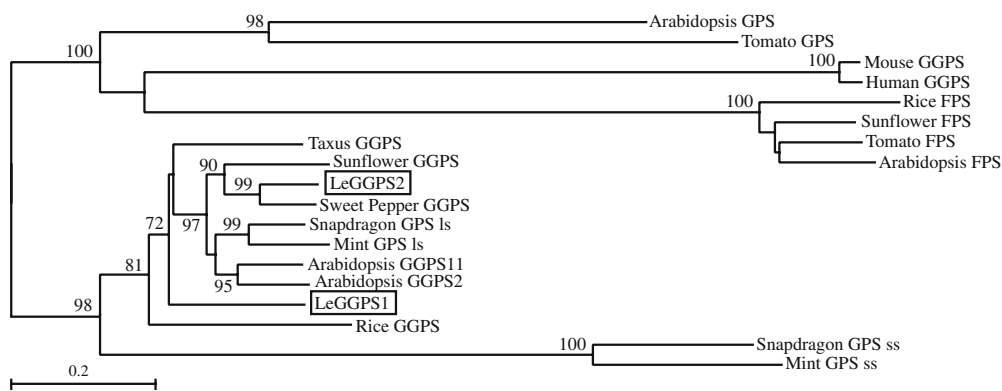 98
Arabidopsis GPS
Tomato GPS
100
100
Mouse GGPS
Human GGPS
100
Rice FPS
Sunflower FPS
Tomato FPS
Arabidopsis FPS
Taxus GGPS
90
Sunflower GGPS
99
LeGGPS2
Sweet Pepper GGPS
72
97
99
Snapdragon GPS ls
Mint GPS ls
81
Arabidopsis GGPS11
95
Arabidopsis GGPS2
98
LeGGPS1
Rice GGPS
100
Snapdragon GPS ss
Mint GPS ss
0.2